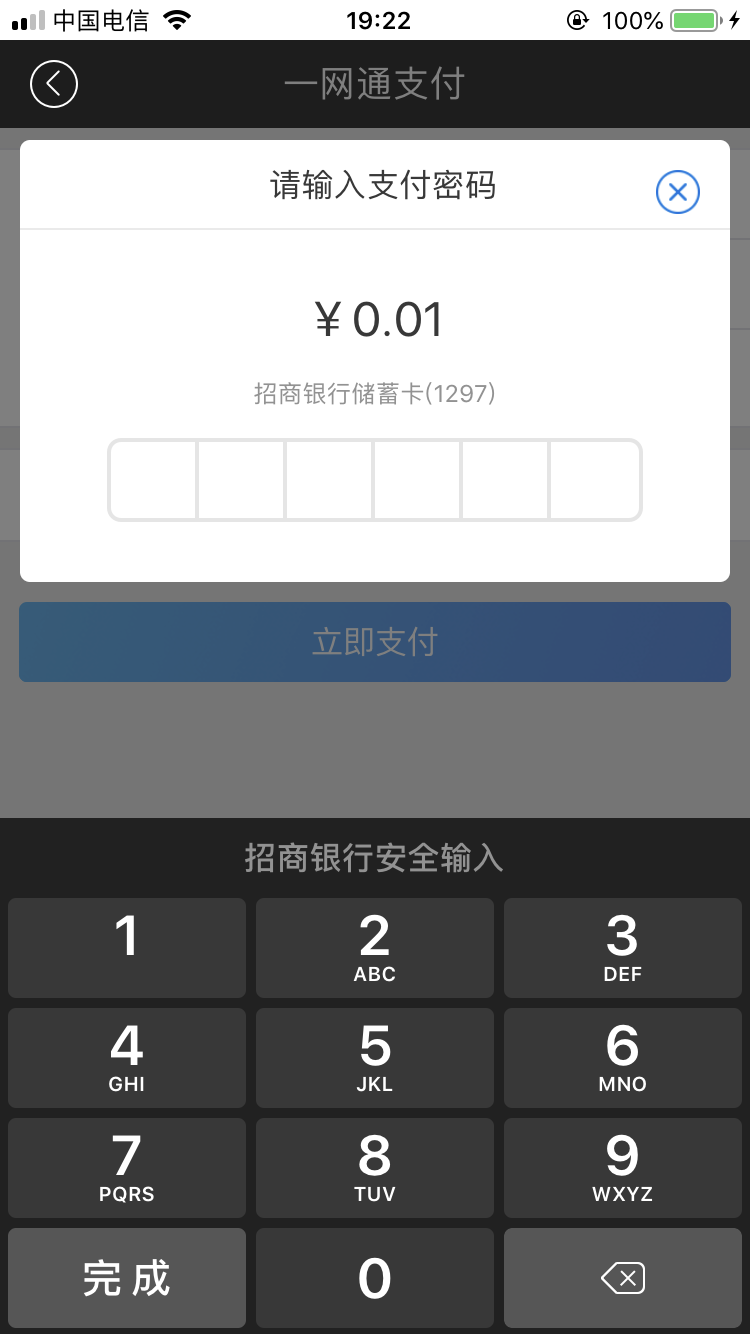 中国电信 19:22 100%
一网通支付
请输入支付密码
¥0.01
招商银行储蓄卡(1297)
立即支付
招商银行安全输入
1 2 3
ABC DEF
4 5 6
GHI JKL MNO
7 8 9
PQRS TUV WXYZ
完成 0